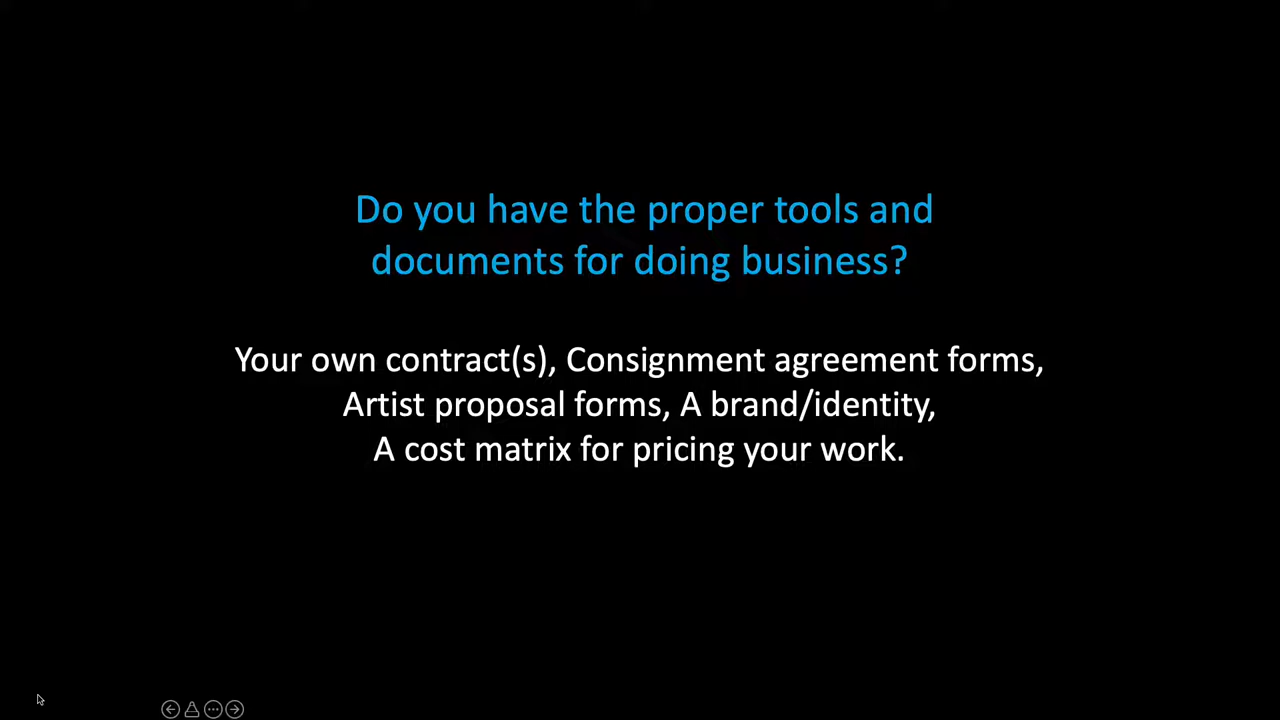 Do you have the proper tools and
documents for doing business?
Your own contract(s), Consignment agreement forms,
Artist proposal forms, A brand/identity,
A cost matrix for pricing your work.